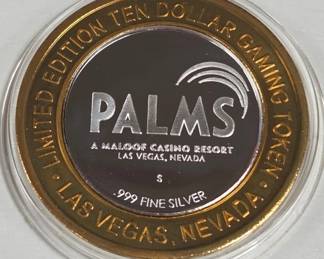 LIMITED EDITION TEN DOLLAR GAMING TOKEN
PALMS
A MALOOF CASINO RESORT
LAS VEGAS, NEVADA
S
.999 FINE SILVER
• LAS VEGAS, NEVADA •